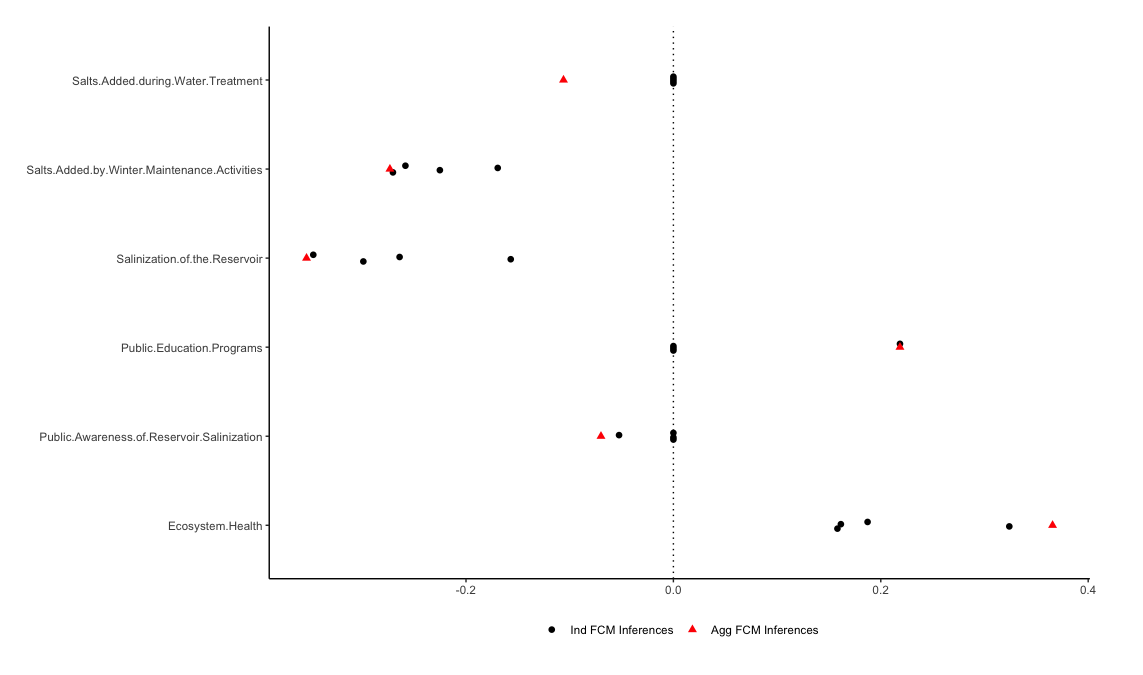 Salts.Added.during.Water.Treatment
Salts.Added.by.Winter.Maintenance.Activities
Salinization.of.the.Reservoir
Public.Education.Programs
Public.Awareness.of.Reservoir.Salinization
Ecosystem.Health
-0.2 0.0 0.2 0.4
Ind FCM Inferences Agg FCM Inferences